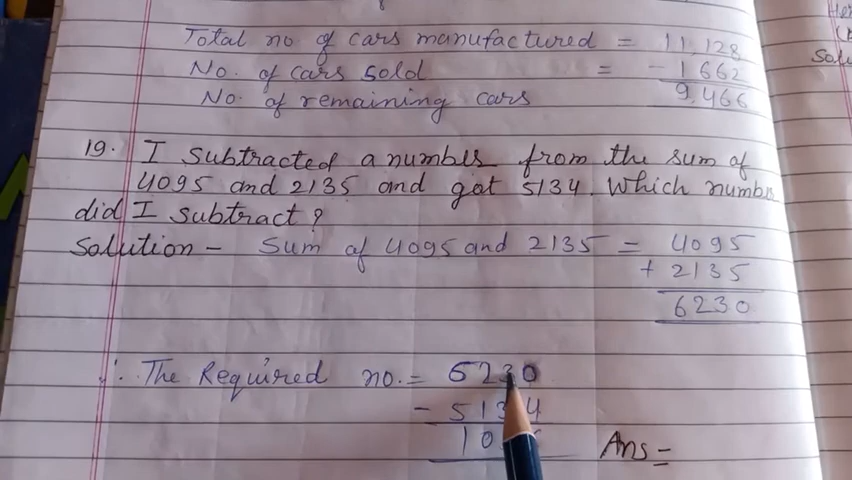 Total no. of cars manufactured = 11,128
No. of cars sold = - 1 662
No. of remaining cars 9,466
19. I subtracted a number from the sum of
4095 and 2135 and got 5134. Which number
did I subtract?
Solution - Sum of 4095 and 2135 = 4095
+ 2135
6230
∴ The Required no. = 6230
- 5134
10
Ans =